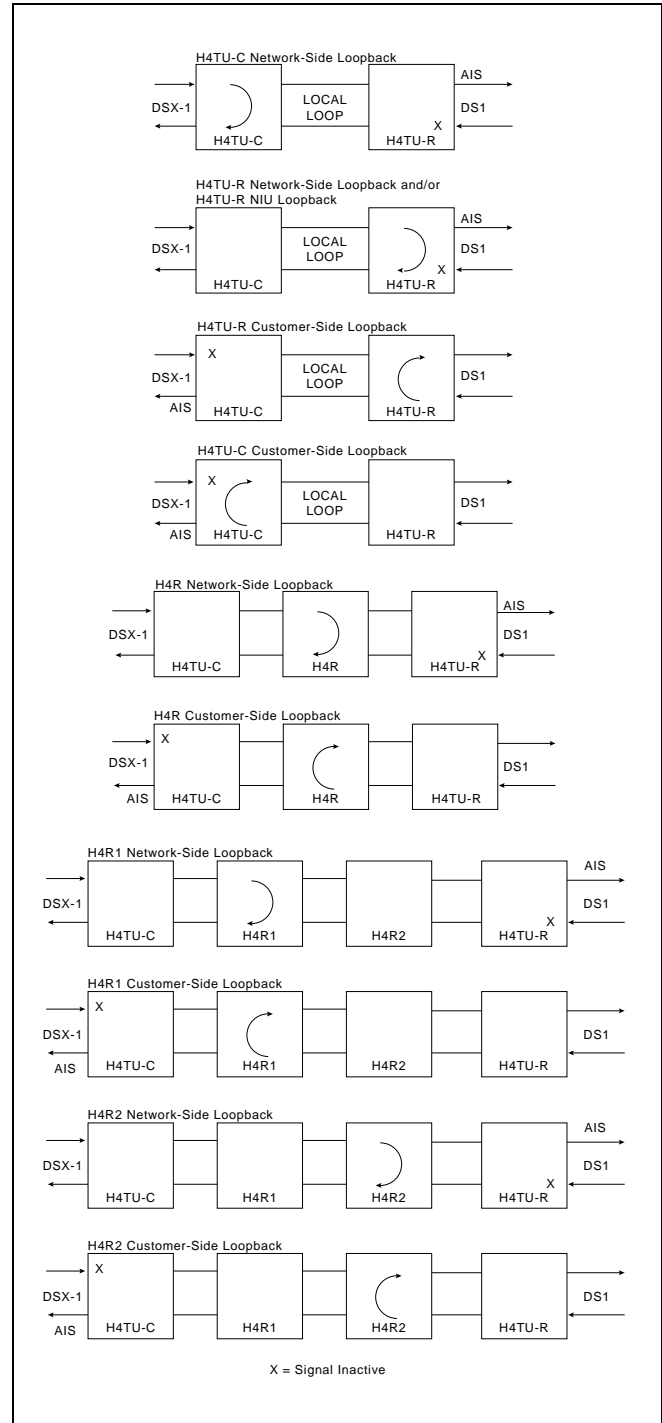 H4TU-C Network-Side Loopback
AIS
DSX-1
LOCAL
LOOP
DS1
X
H4TU-C
H4TU-R
H4TU-R Network-Side Loopback and/or
H4TU-R NIU Loopback
AIS
DSX-1
LOCAL
LOOP
DS1
X
H4TU-C
H4TU-R
H4TU-R Customer-Side Loopback
X
DSX-1
LOCAL
LOOP
DS1
AIS
H4TU-C
H4TU-R
H4TU-C Customer-Side Loopback
X
DSX-1
LOCAL
LOOP
DS1
AIS
H4TU-C
H4TU-R
H4R Network-Side Loopback
AIS
DSX-1
DS1
X
H4TU-C
H4R
H4TU-R
H4R Customer-Side Loopback
X
DSX-1
DS1
AIS
H4TU-C
H4R
H4TU-R
H4R1 Network-Side Loopback
AIS
DSX-1
DS1
X
H4TU-C
H4R1
H4R2
H4TU-R
H4R1 Customer-Side Loopback
X
DSX-1
DS1
AIS
H4TU-C
H4R1
H4R2
H4TU-R
H4R2 Network-Side Loopback
AIS
DSX-1
DS1
X
H4TU-C
H4R1
H4R2
H4TU-R
H4R2 Customer-Side Loopback
X
DSX-1
DS1
AIS
H4TU-C
H4R1
H4R2
H4TU-R
X = Signal Inactive